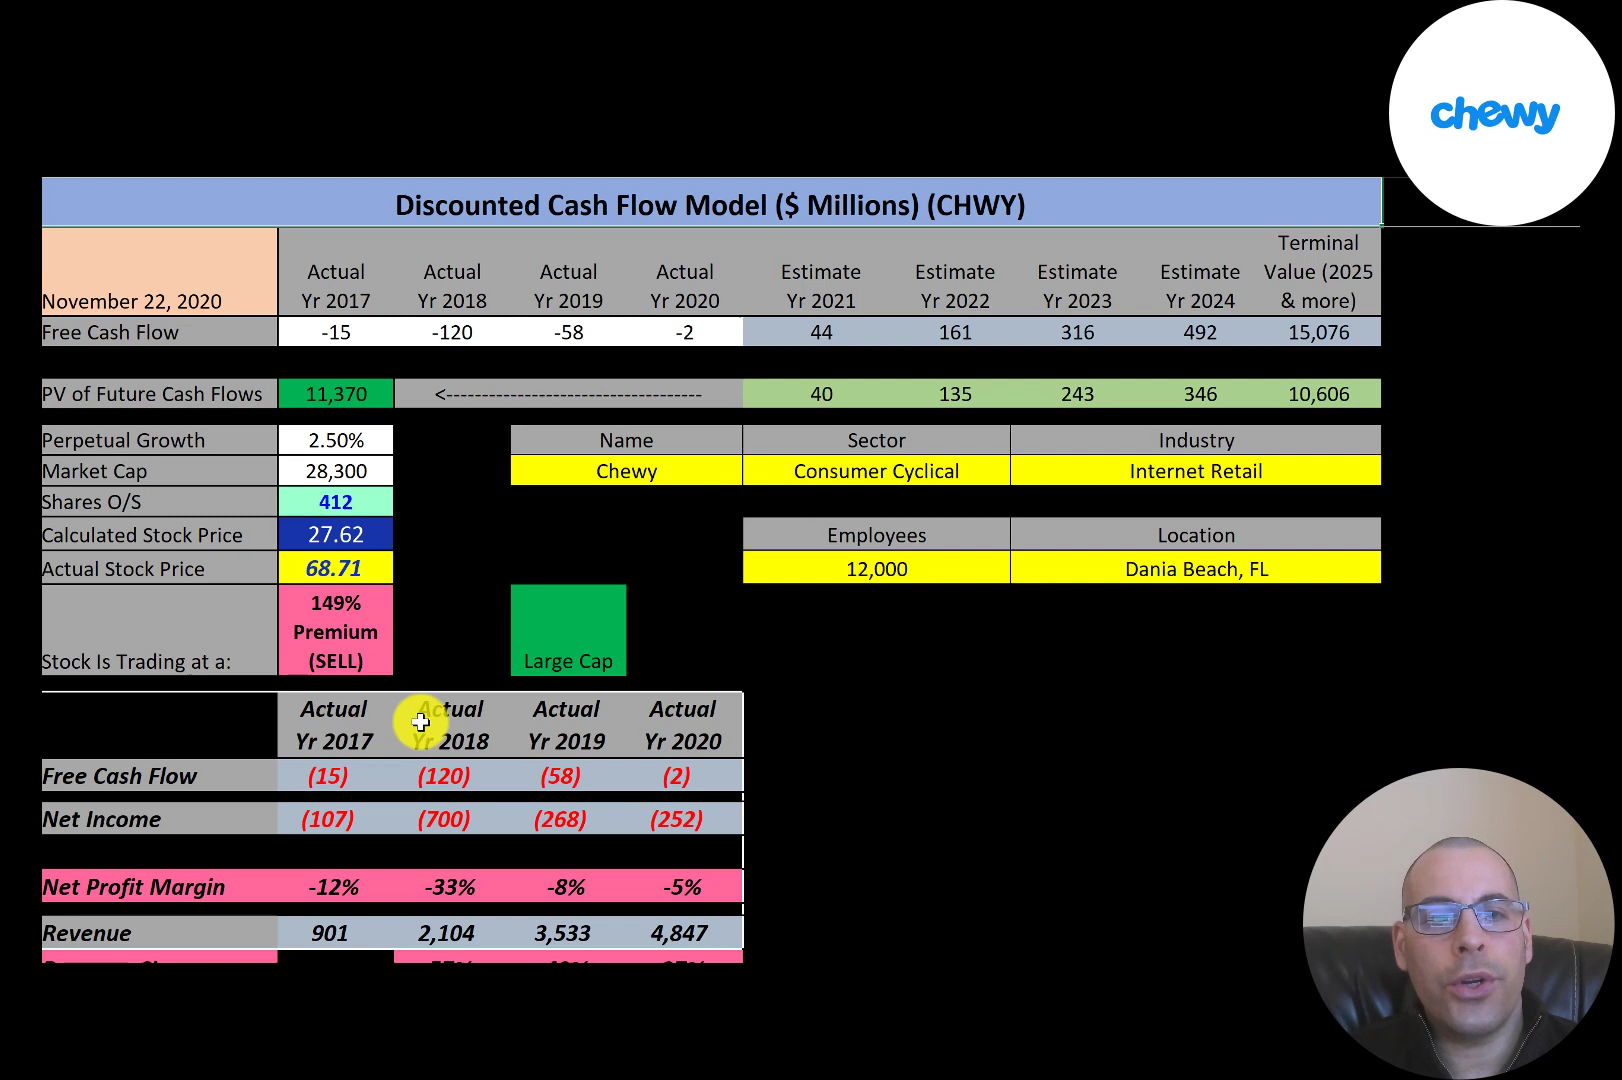 chewy
Discounted Cash Flow Model ($ Millions) (CHWY)
November 22, 2020 Actual Yr 2017 Actual Yr 2018 Actual Yr 2019 Actual Yr 2020 Estimate Yr 2021 Estimate Yr 2022 Estimate Yr 2023 Estimate Yr 2024 Terminal Value (2025 & more)
Free Cash Flow -15 -120 -58 -2 44 161 316 492 15,076
PV of Future Cash Flows 11,370 <------------------------------------ 40 135 243 346 10,606
Perpetual Growth 2.50% Name Sector Industry
Market Cap 28,300 Chewy Consumer Cyclical Internet Retail
Shares O/S 412
Calculated Stock Price 27.62 Employees Location
Actual Stock Price 68.71 12,000 Dania Beach, FL
Stock Is Trading at a: 149% Premium (SELL) Large Cap
Actual Yr 2017 Actual Yr 2018 Actual Yr 2019 Actual Yr 2020
Free Cash Flow (15) (120) (58) (2)
Net Income (107) (700) (268) (252)
Net Profit Margin -12% -33% -8% -5%
Revenue 901 2,104 3,533 4,847